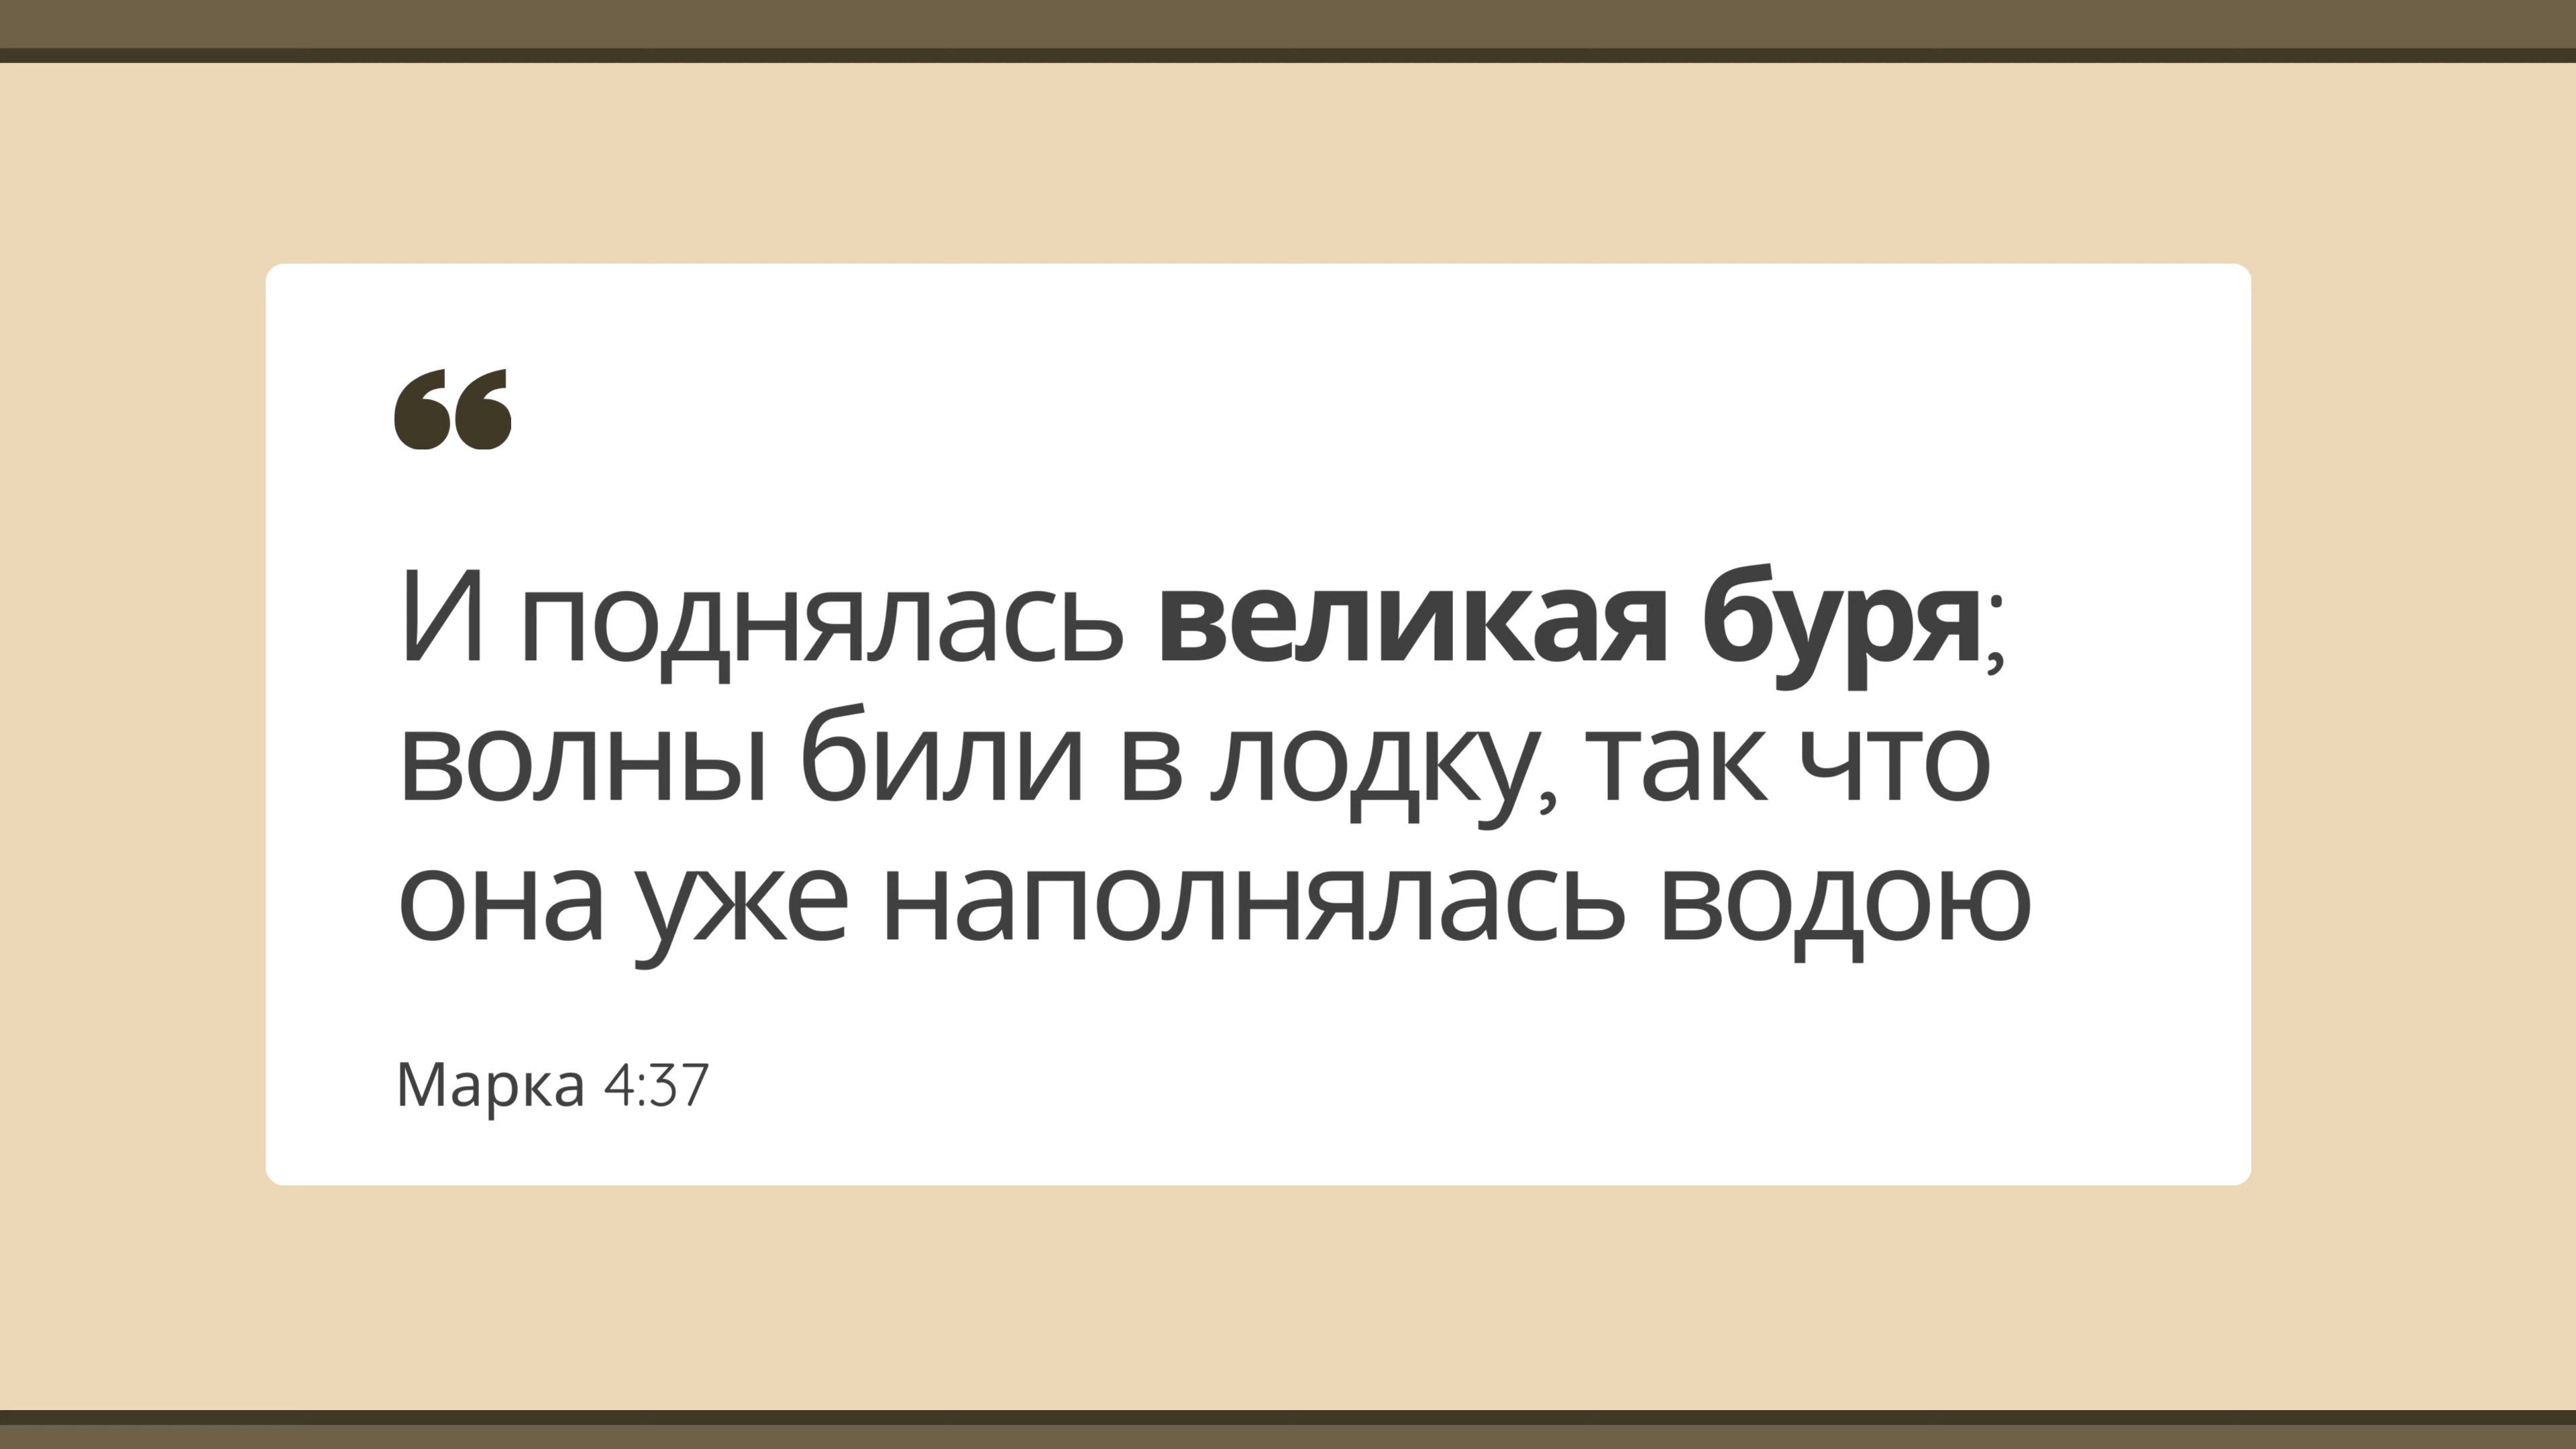 “
И поднялась великая буря;
волны били в лодку, так что
она уже наполнялась водою
Марка 4:37